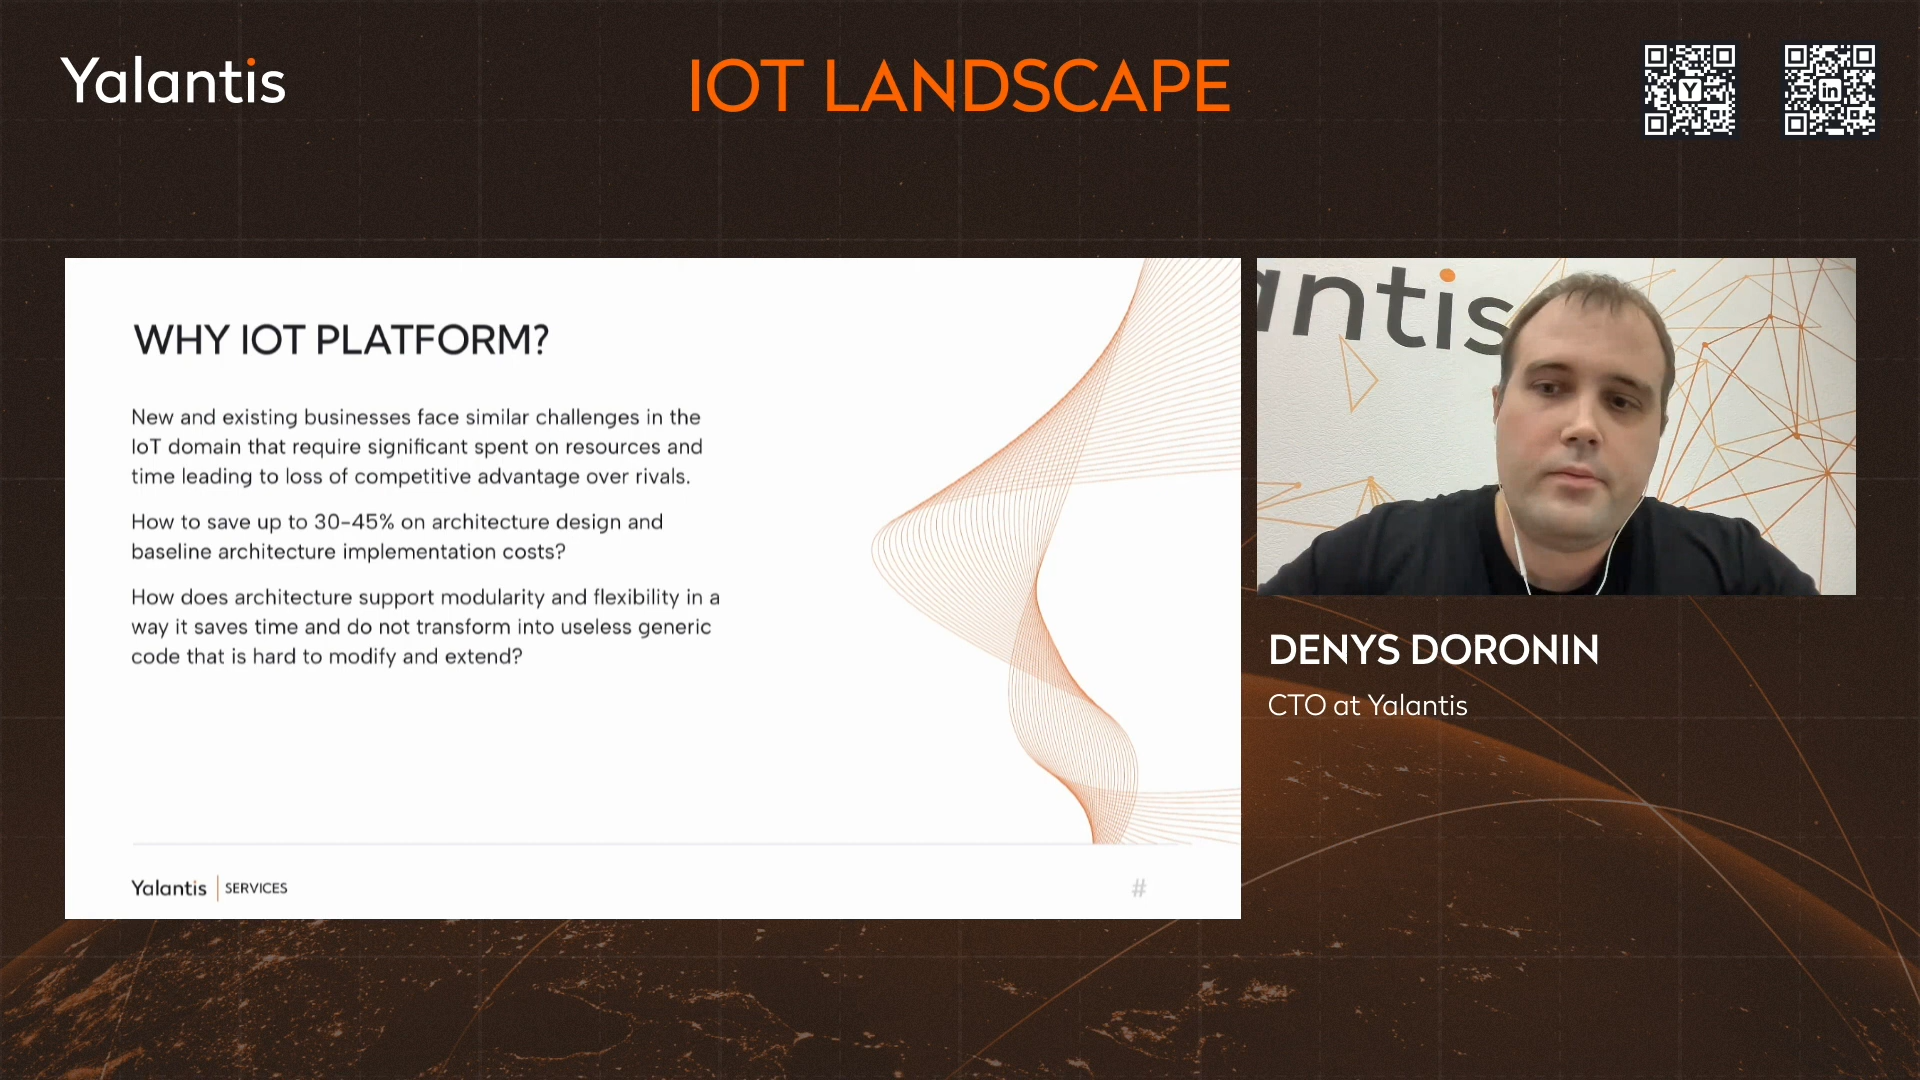 Yalantis
IOT LANDSCAPE
Y
in
WHY IOT PLATFORM?
New and existing businesses face similar challenges in the
IoT domain that require significant spent on resources and
time leading to loss of competitive advantage over rivals.
How to save up to 30-45% on architecture design and
baseline architecture implementation costs?
How does architecture support modularity and flexibility in a
way it saves time and do not transform into useless generic
code that is hard to modify and extend?
Yalantis | SERVICES
#
antis
DENYS DORONIN
CTO at Yalantis